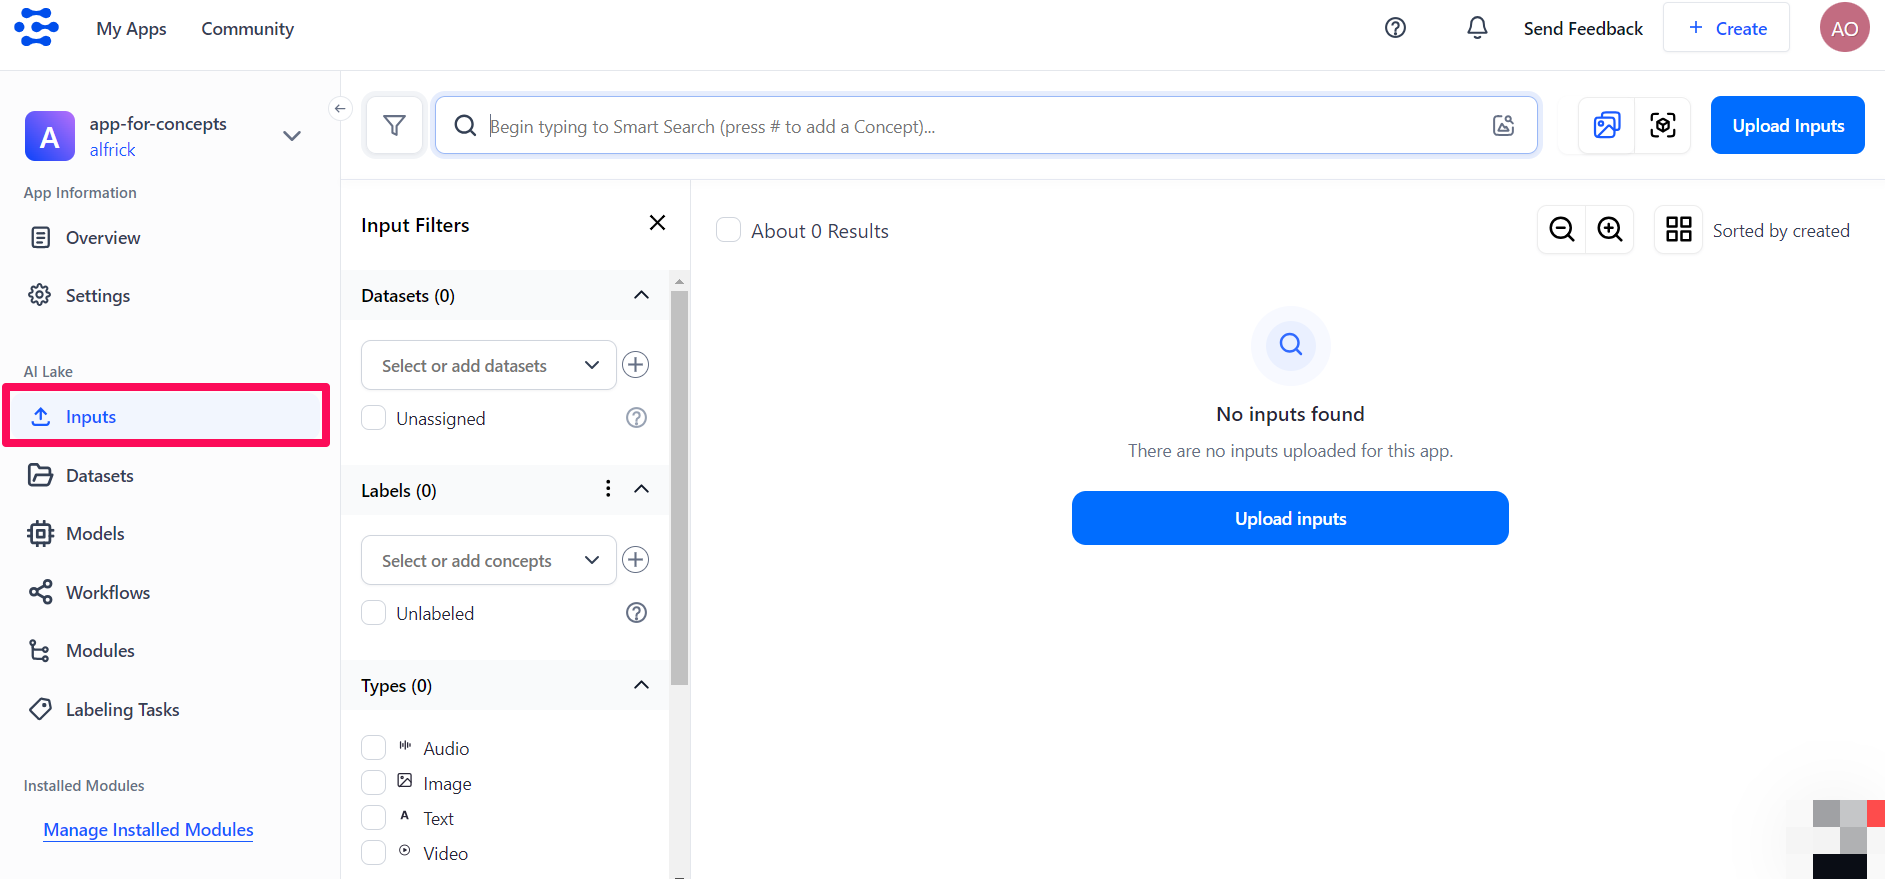 My Apps
Community
Send Feedback
+ Create
AO
A
app-for-concepts
alfrick
App Information
Overview
Settings
AI Lake
Inputs
Datasets
Models
Workflows
Modules
Labeling Tasks
Installed Modules
Manage Installed Modules
Begin typing to Smart Search (press # to add a Concept)...
Upload Inputs
Input Filters
Datasets (0)
Select or add datasets
Unassigned
Labels (0)
Select or add concepts
Unlabeled
Types (0)
Audio
Image
A Text
Video
About 0 Results
Sorted by created
No inputs found
There are no inputs uploaded for this app.
Upload inputs